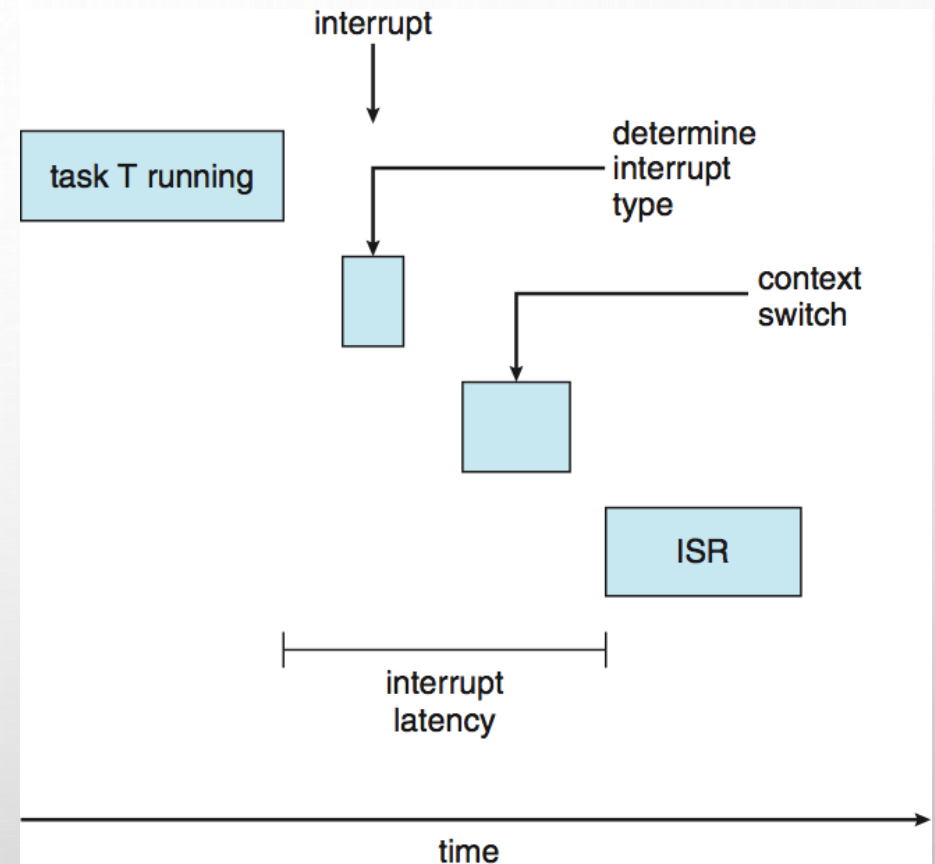 interrupt
task T running
determine
interrupt
type
context
switch
ISR
interrupt
latency
time